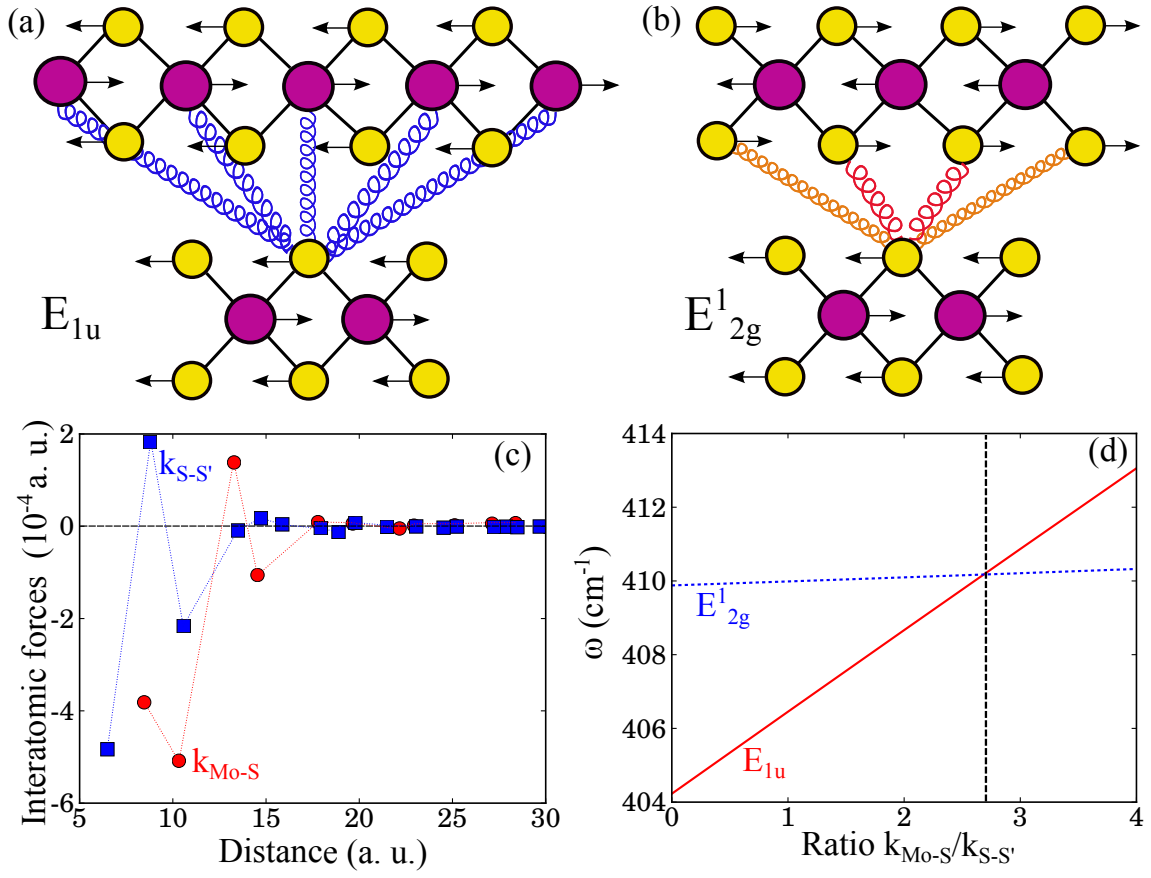 (a)
E1u
(b)
E¹2g
(c)
Interatomic forces (10⁻⁴ a. u.)
2
0
-2
-4
-6
kS-S'
kMo-S
5
10
15
20
25
30
Distance (a. u.)
(d)
ω (cm⁻¹)
414
412
410
408
406
404
E¹2g
E1u
0
1
2
3
4
Ratio kMo-S/kS-S'